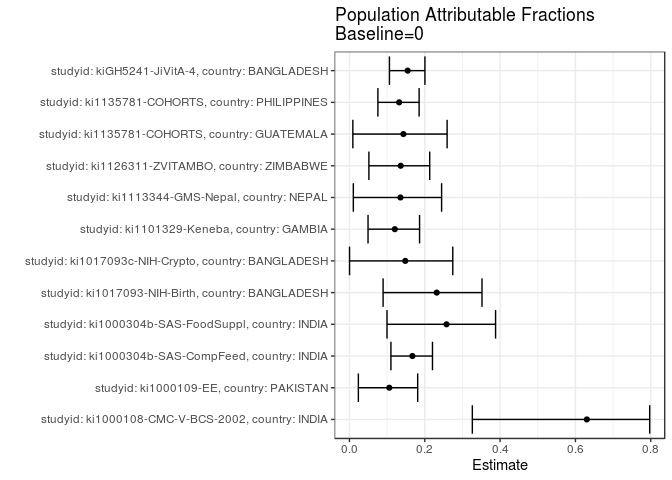 Population Attributable Fractions
Baseline=0
studyid: kiGH5241-JiVitA-4, country: BANGLADESH
studyid: ki1135781-COHORTS, country: PHILIPPINES
studyid: ki1135781-COHORTS, country: GUATEMALA
studyid: ki1126311-ZVITAMBO, country: ZIMBABWE
studyid: ki1113344-GMS-Nepal, country: NEPAL
studyid: ki1101329-Keneba, country: GAMBIA
studyid: ki1017093c-NIH-Crypto, country: BANGLADESH
studyid: ki1017093-NIH-Birth, country: BANGLADESH
studyid: ki1000304b-SAS-FoodSuppl, country: INDIA
studyid: ki1000304b-SAS-CompFeed, country: INDIA
studyid: ki1000109-EE, country: PAKISTAN
studyid: ki1000108-CMC-V-BCS-2002, country: INDIA
0.0 0.2 0.4 0.6 0.8
Estimate